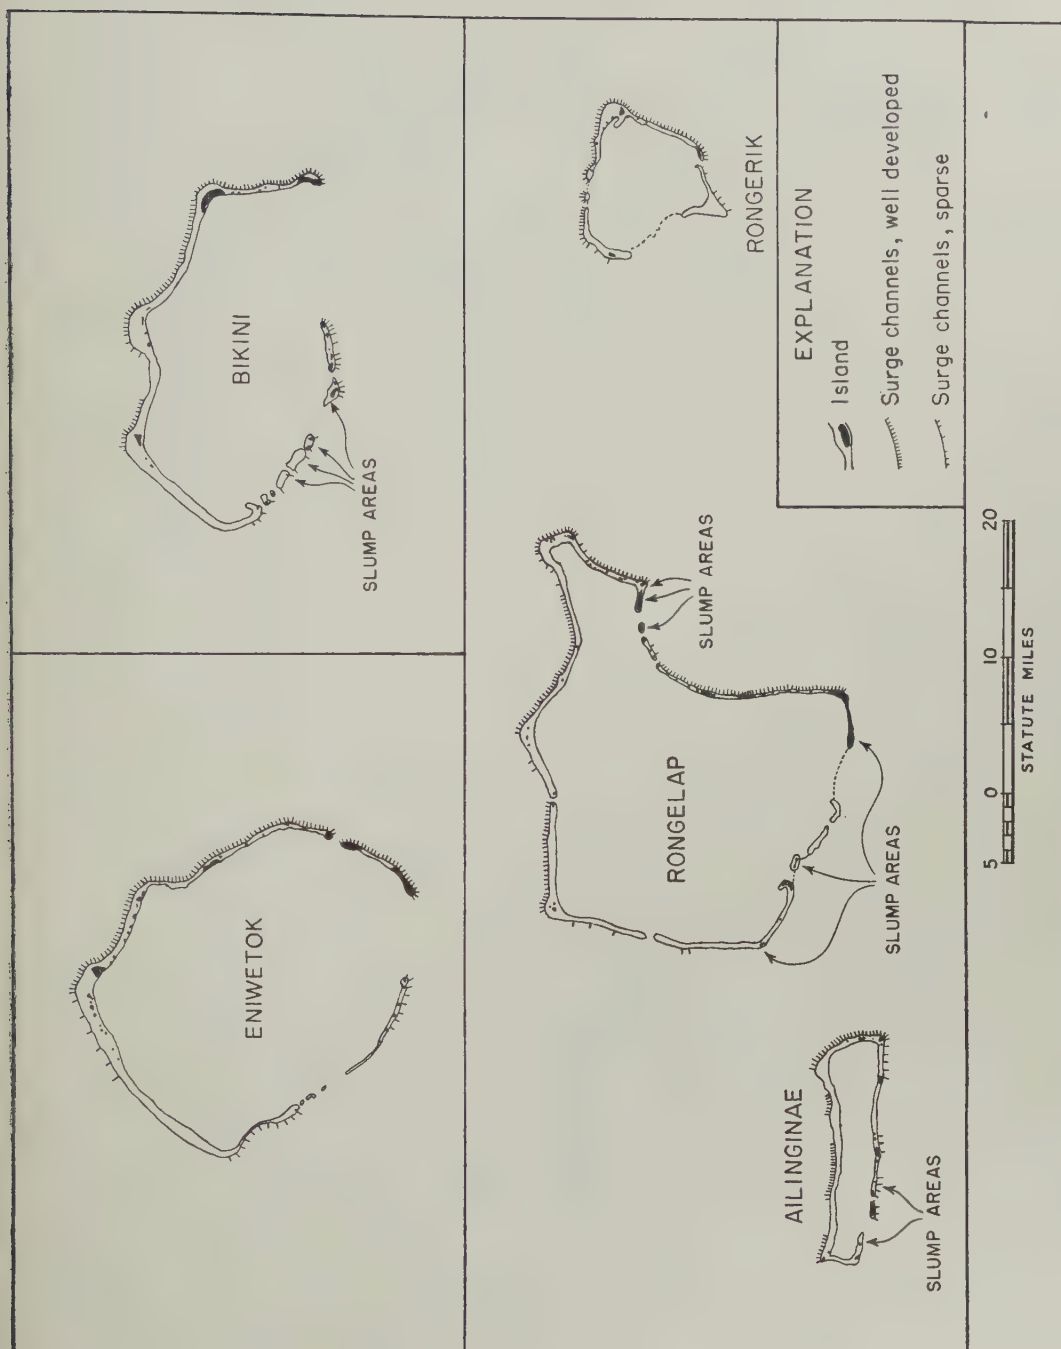 ENIWETOK
BIKINI
SLUMP AREAS
AILINGINAE
SLUMP AREAS
RONGELAP
SLUMP AREAS
SLUMP AREAS
RONGERIK
EXPLANATION
Island
Surge channels, well developed
Surge channels, sparse
5 0 10 20
STATUTE MILES